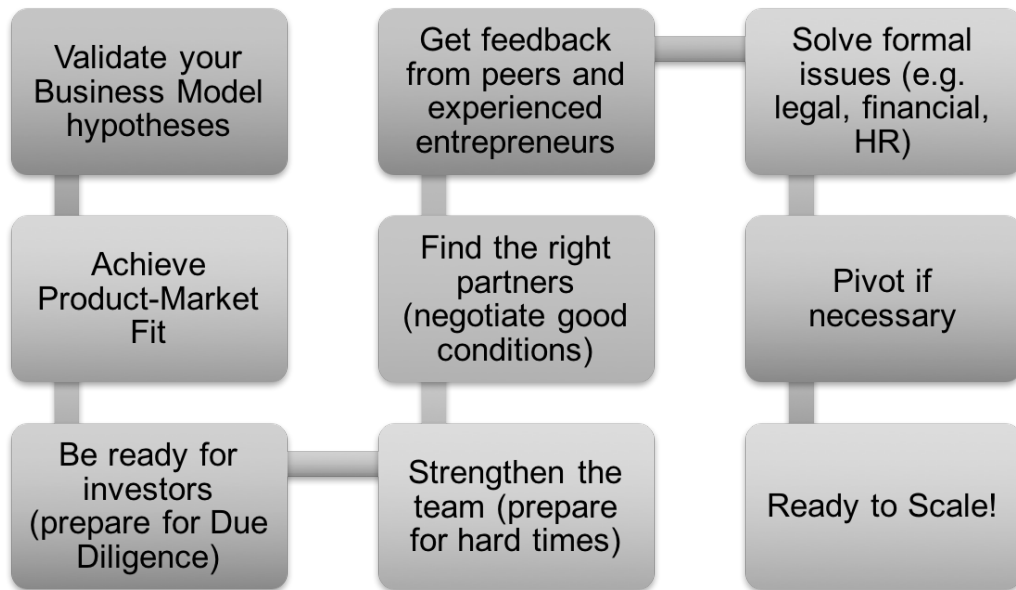 Validate your
Business Model
hypotheses
Achieve
Product-Market
Fit
Be ready for
investors
(prepare for Due
Diligence)
Strengthen the
team (prepare
for hard times)
Find the right
partners
(negotiate good
conditions)
Get feedback
from peers and
experienced
entrepreneurs
Solve formal
issues (e.g.
legal, financial,
HR)
Pivot if
necessary
Ready to Scale!